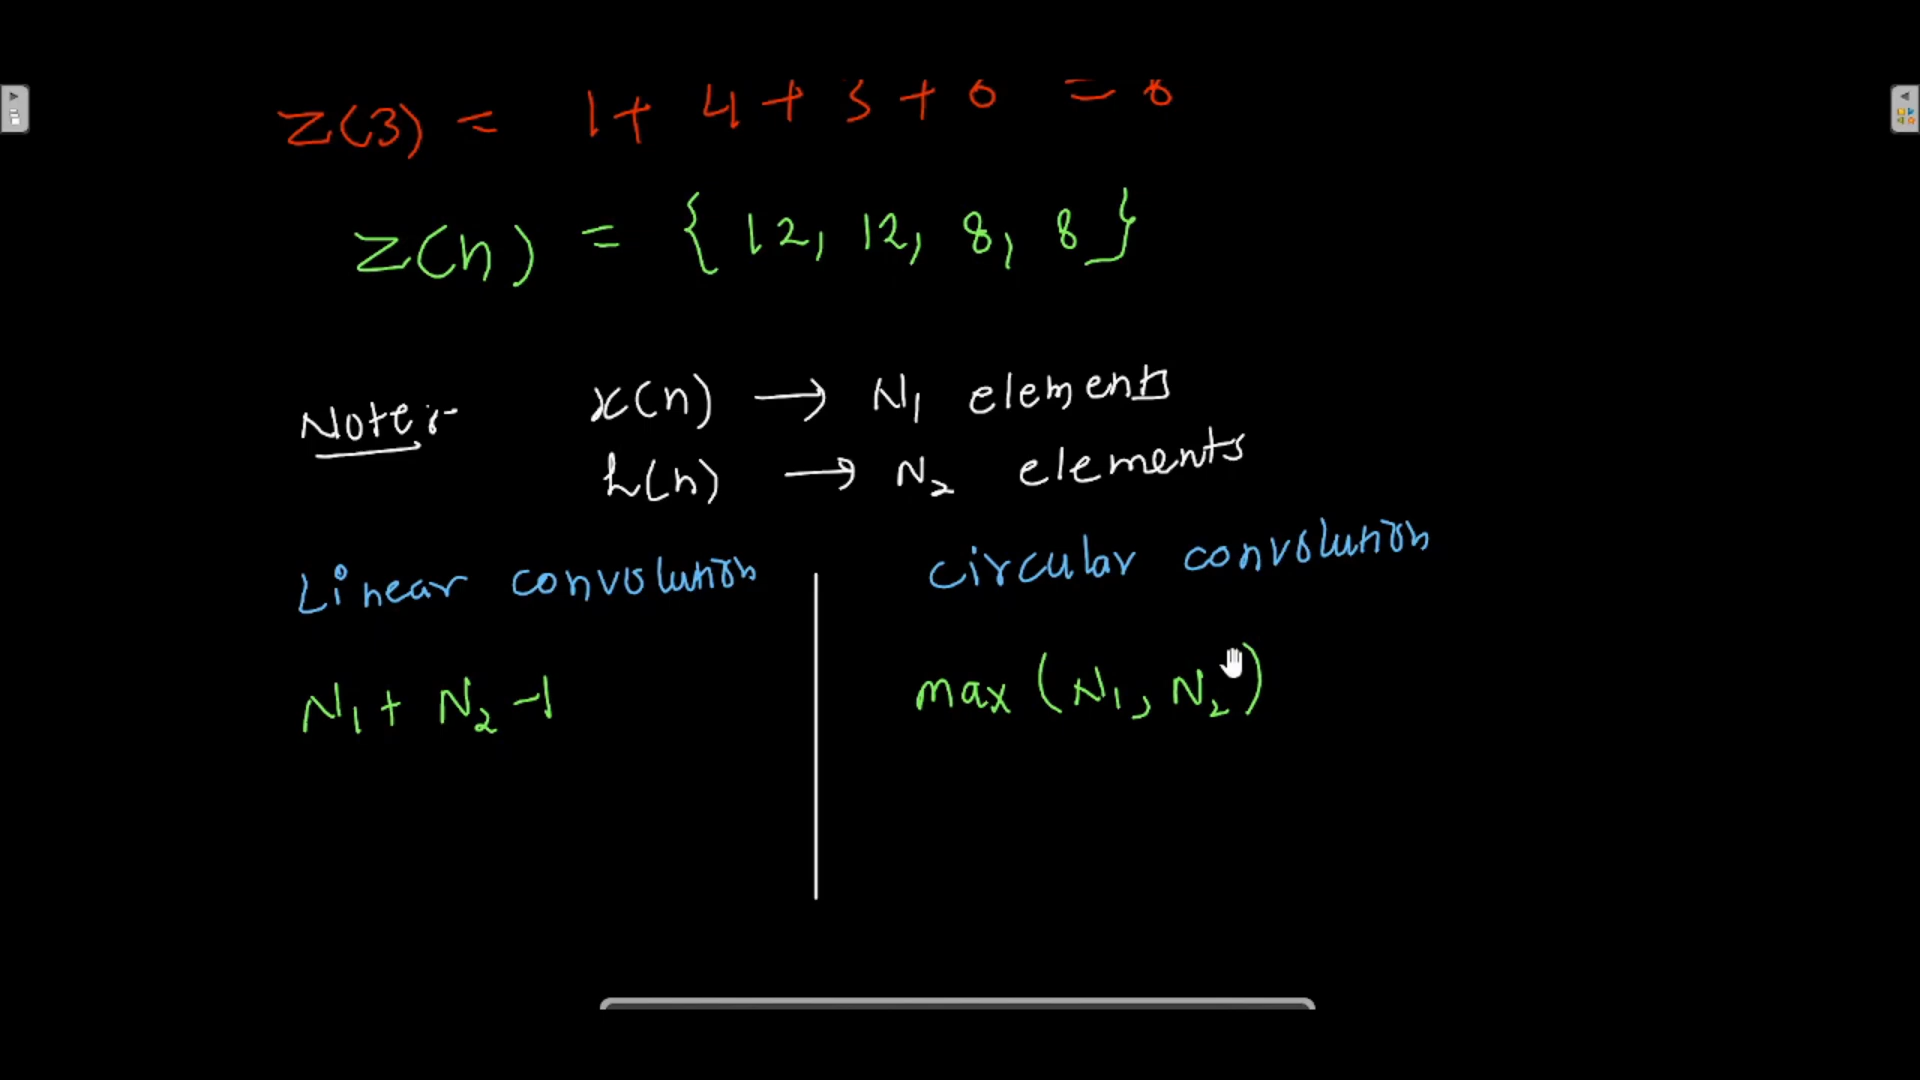 z(3) = 1 + 4 + 3 + 0 = 8
z(n) = { 12, 12, 8, 8 }
Note:- x(n) → N₁ elements
h(n) → N₂ elements
Linear convolution
circular convolution
N₁ + N₂ -1
max (N₁, N₂)